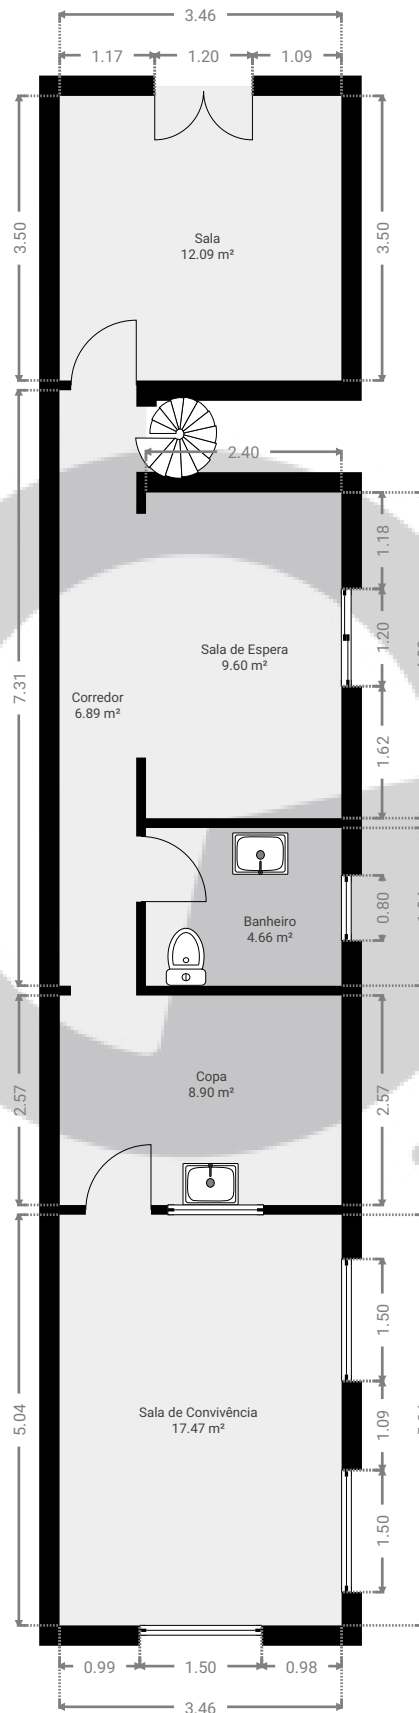 3.46
1.17
1.20
1.09
3.50
3.50
Sala
12.09 m²
2.40
1.18
1.20
Sala de Espera
9.60 m²
7.31
Corredor
6.89 m²
1.62
0.80
Banheiro
4.66 m²
Copa
8.90 m²
2.57
2.57
1.50
Sala de Convivência
17.47 m²
5.04
1.09
1.50
0.99
1.50
0.98
3.46